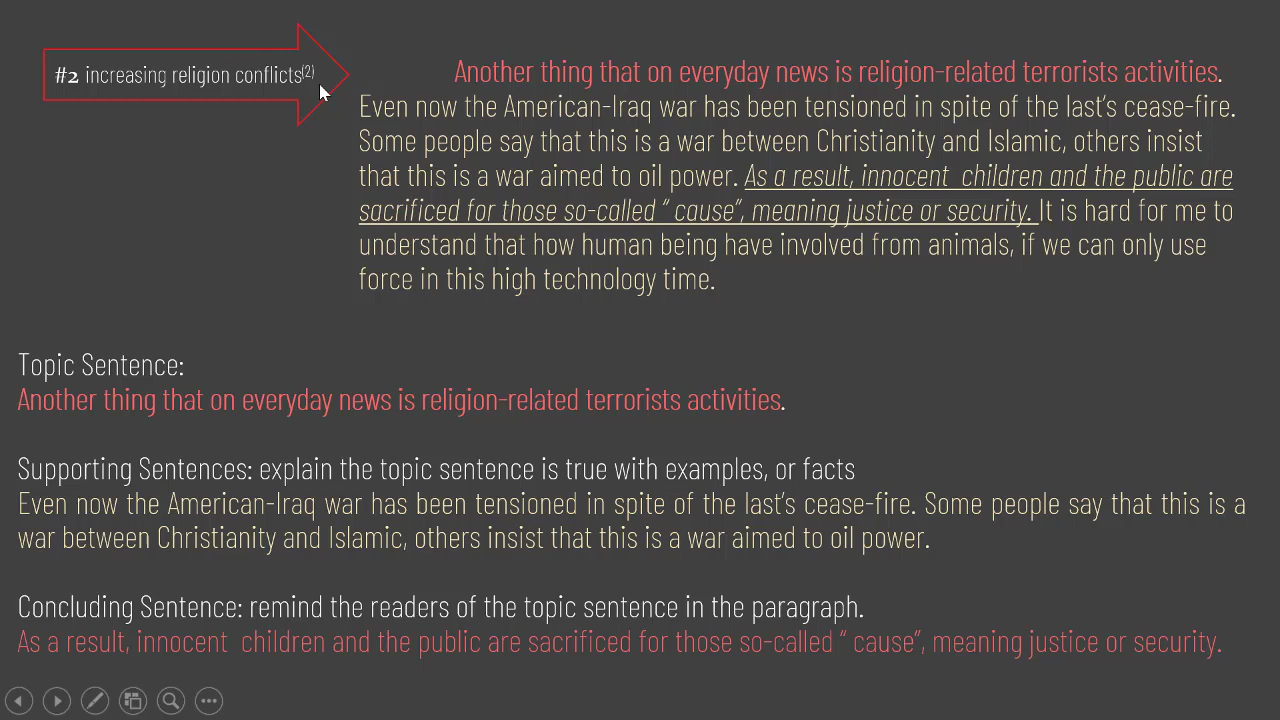 #2 increasing religion conflicts(2)
Another thing that on everyday news is religion-related terrorists activities.
Even now the American-Iraq war has been tensioned in spite of the last's cease-fire.
Some people say that this is a war between Christianity and Islamic, others insist
that this is a war aimed to oil power. As a result, innocent children and the public are
sacrificed for those so-called “ cause”, meaning justice or security. It is hard for me to
understand that how human being have involved from animals, if we can only use
force in this high technology time.
Topic Sentence:
Another thing that on everyday news is religion-related terrorists activities.
Supporting Sentences: explain the topic sentence is true with examples, or facts
Even now the American-Iraq war has been tensioned in spite of the last's cease-fire. Some people say that this is a
war between Christianity and Islamic, others insist that this is a war aimed to oil power.
Concluding Sentence: remind the readers of the topic sentence in the paragraph.
As a result, innocent children and the public are sacrificed for those so-called “ cause”, meaning justice or security.